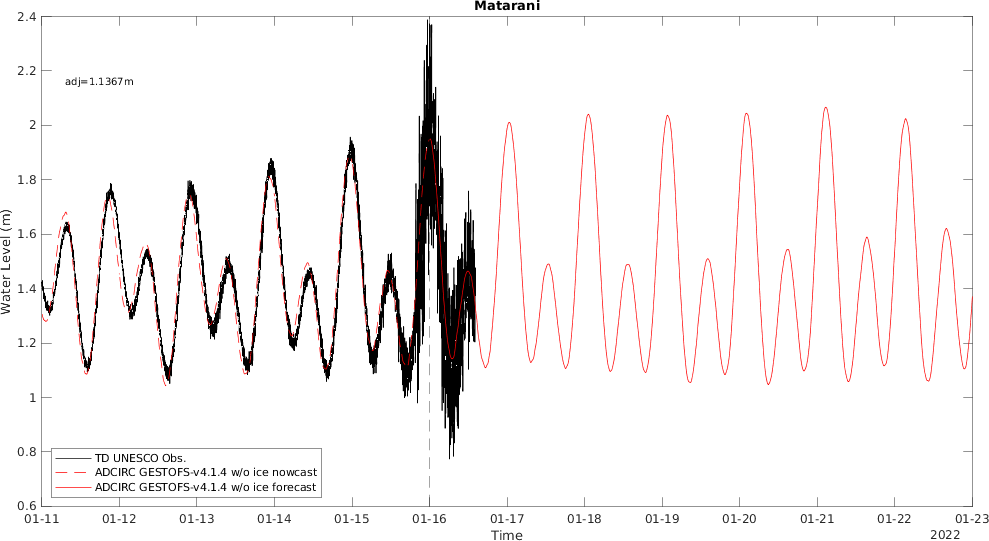 Matarani
2.4
2.2
2
1.8
1.6
1.4
1.2
1
0.8
0.6
Water Level (m)
adj=1.1367m
TD UNESCO Obs.
ADCIRC GESTOFS-v4.1.4 w/o ice nowcast
ADCIRC GESTOFS-v4.1.4 w/o ice forecast
01-11 01-12 01-13 01-14 01-15 01-16 01-17 01-18 01-19 01-20 01-21 01-22 01-23
Time
2022